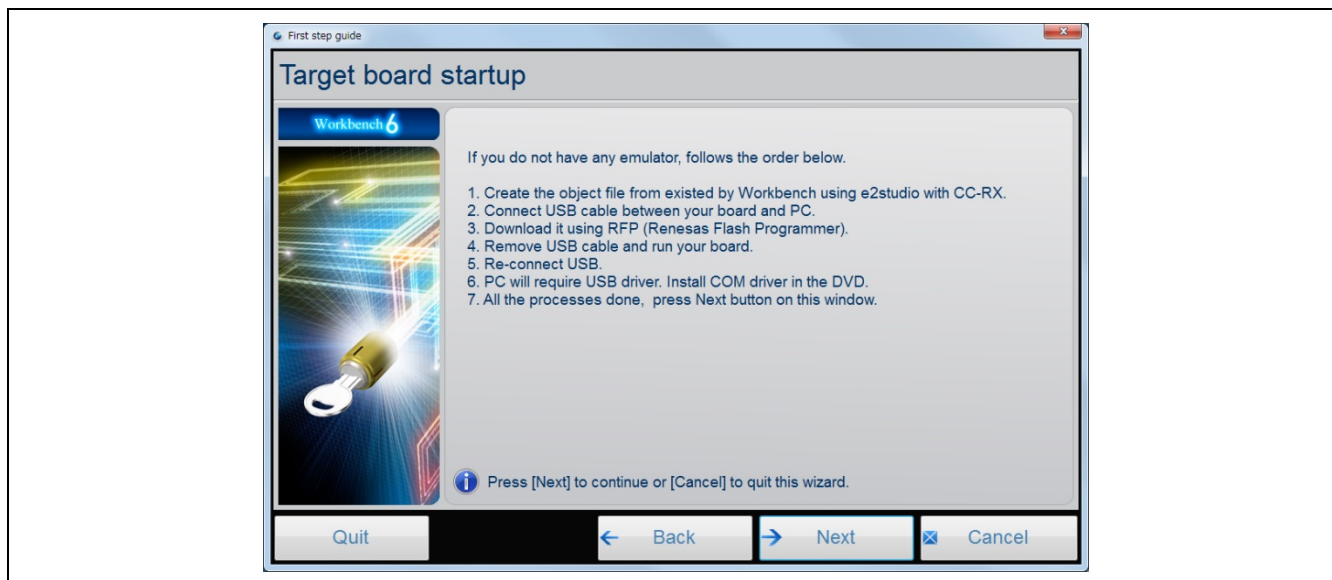 First step guide
Target board startup
Workbench 6
If you do not have any emulator, follows the order below.
1. Create the object file from existed by Workbench using e2studio with CC-RX.
2. Connect USB cable between your board and PC.
3. Download it using RFP (Renesas Flash Programmer).
4. Remove USB cable and run your board.
5. Re-connect USB.
6. PC will require USB driver. Install COM driver in the DVD.
7. All the processes done,  press Next button on this window.
Press [Next] to continue or [Cancel] to quit this wizard.
Quit
Back
Next
Cancel